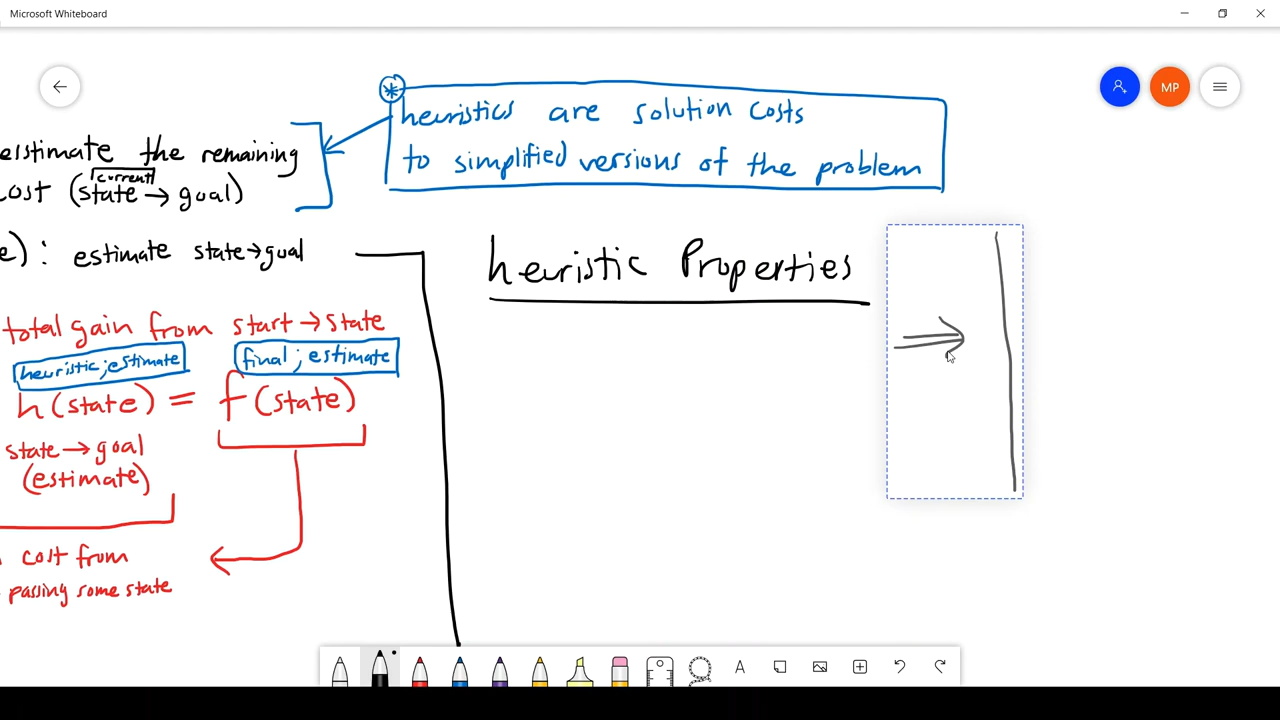 Microsoft Whiteboard
MP
heuristics are solution costs
to simplified versions of the problem
esstimate the remaining
current
cost (state → goal)
e) : estimate state→goal
heuristic Properties
total gain from start → state
heuristic; estimate
final ; estimate
h(state) = f(state)
state → goal
(estimate)
cost from
passing some state
A